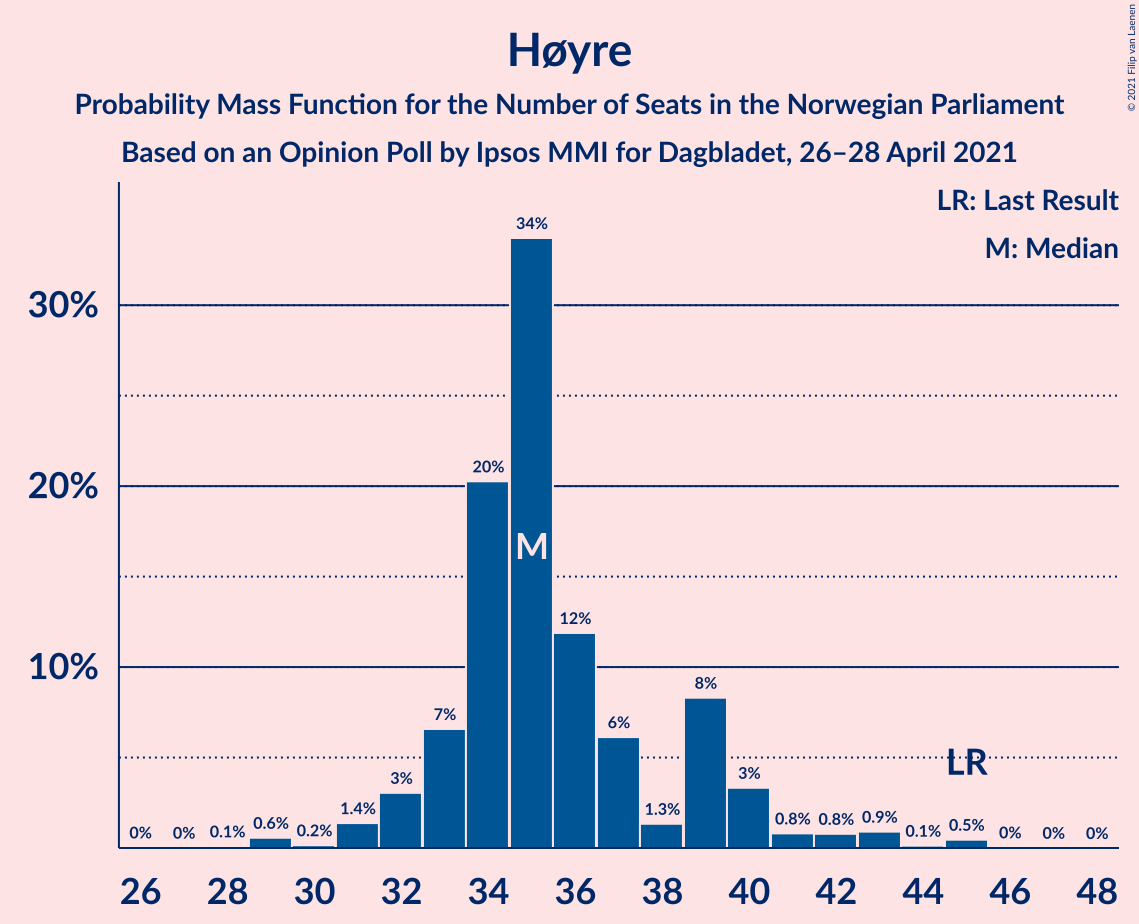 Høyre
Probability Mass Function for the Number of Seats in the Norwegian Parliament
Based on an Opinion Poll by Ipsos MMI for Dagbladet, 26–28 April 2021
© 2021 Filip van Laenen
LR: Last Result
M: Median
34%
30%
20%
20%
M
12%
10%
8%
7%
6%
LR
3%
3%
1.4%
1.3%
0% 0% 0.1% 0.6% 0.2% 0.8% 0.8% 0.9% 0.1% 0.5% 0% 0% 0%
26 28 30 32 34 36 38 40 42 44 46 48